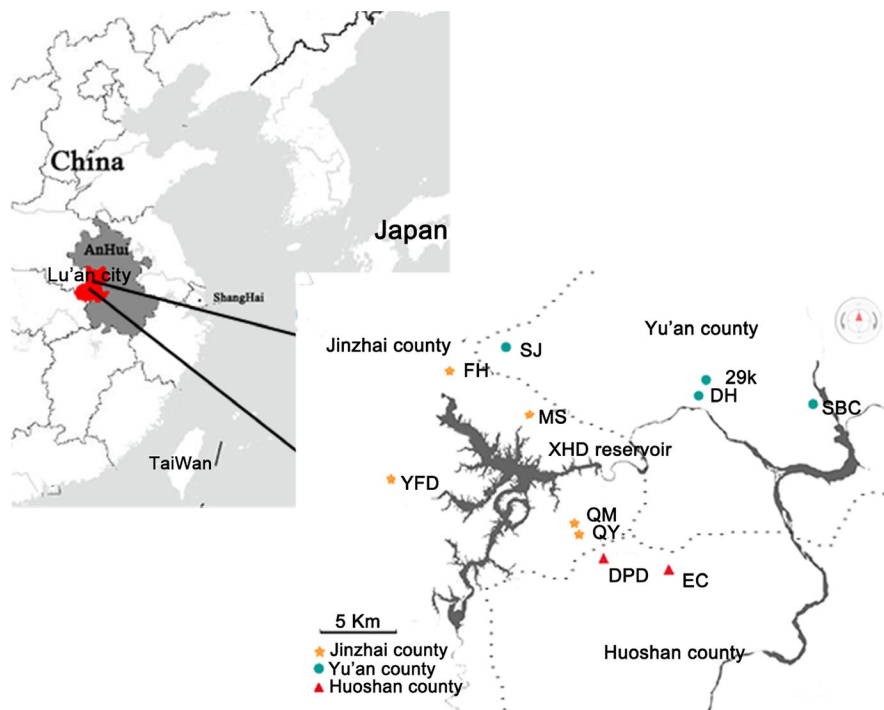 China
Japan
AnHui
Lu'an city
ShangHai
TaiWan
Jinzhai county
Yu'an county
SJ
FH
29k
DH
SBC
MS
XHD reservoir
YFD
QM
QY
DPD
EC
5 Km
Jinzhai county
Yu'an county
Huoshan county
Huoshan county